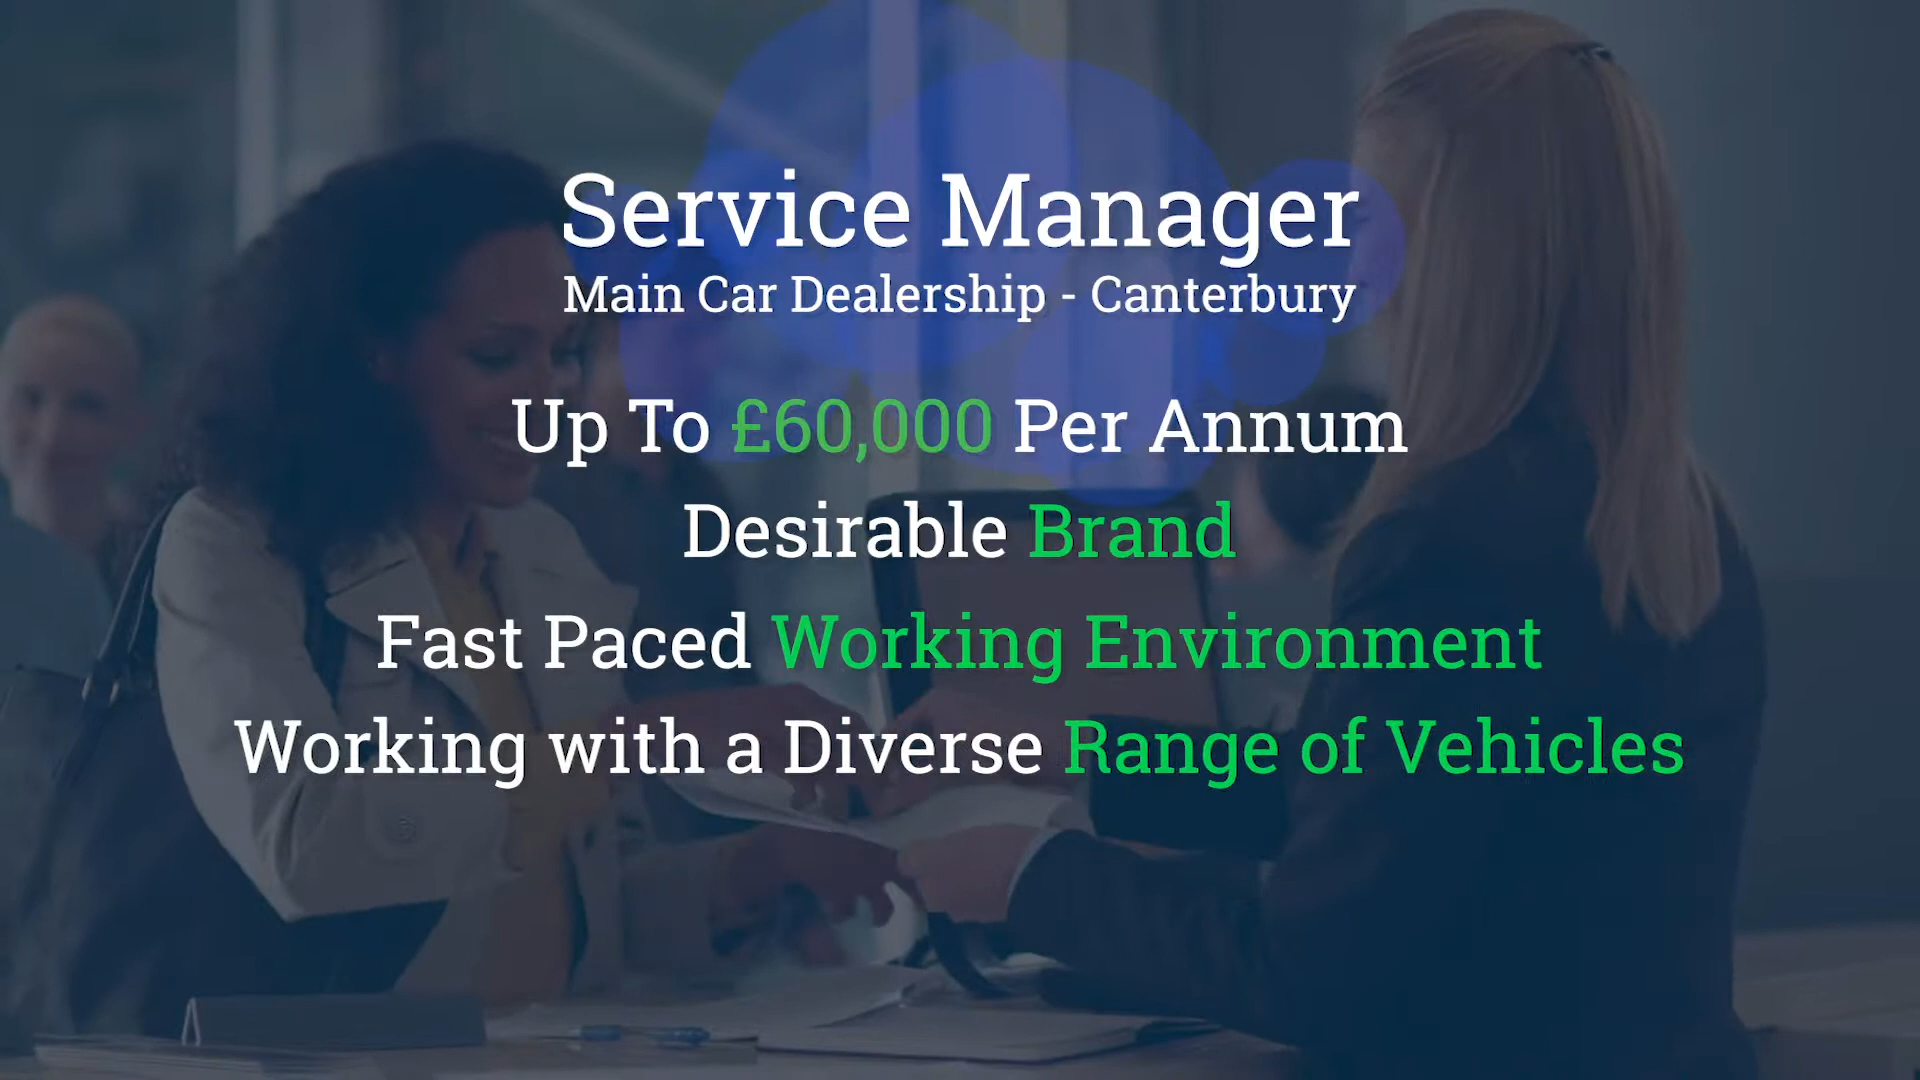 Service Manager
Main Car Dealership - Canterbury
Up To £60,000 Per Annum
Desirable Brand
Fast Paced Working Environment
Working with a Diverse Range of Vehicles